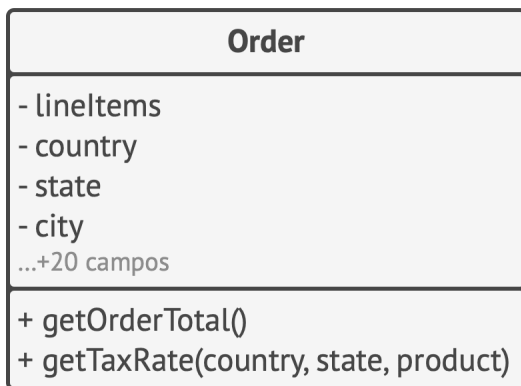 Order
- lineItems
- country
- state
- city
...+20 campos
+ getOrderTotal()
+ getTaxRate(country, state, product)